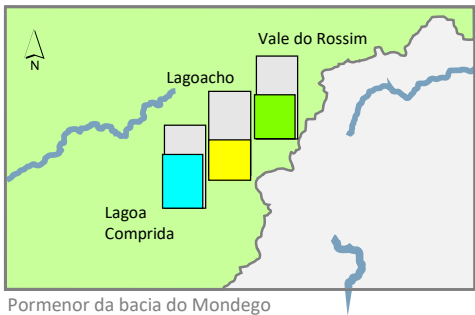 Vale do Rossim
Lagoacho
N
Lagoa
Comprida
Pormenor da bacia do Mondego